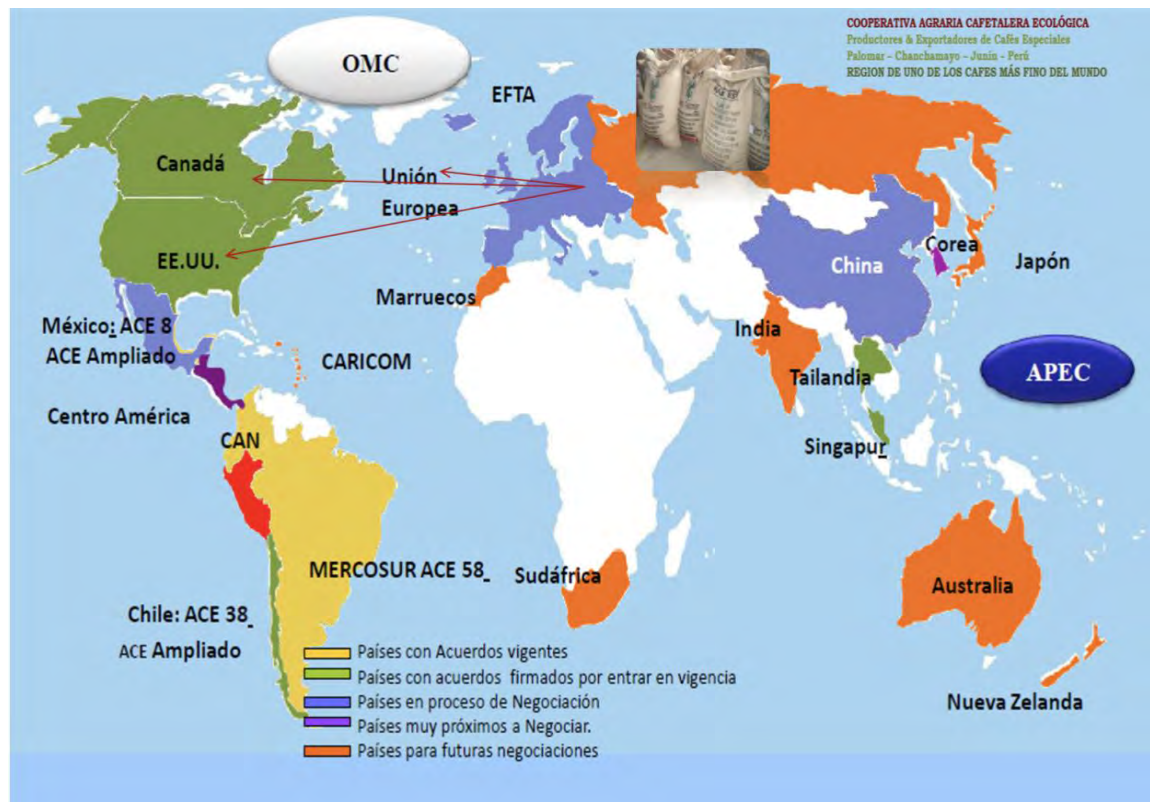 COOPERATIVA AGRARIA CAFETALERA ECOLÓGICA
Productores & Exportadores de Cafés Especiales
Palomar – Chanchamayo – Junín – Perú
REGION DE UNO DE LOS CAFES MÁS FINO DEL MUNDO
OMC
EFTA
Canadá
Unión
Europea
EE.UU.
Corea
China
Japón
Marruecos
México: ACE 8
ACE Ampliado
India
CARICOM
Tailandia
APEC
Centro América
CAN
Singapur
MERCOSUR ACE 58
Sudáfrica
Australia
Chile: ACE 38
ACE Ampliado
Países con Acuerdos vigentes
Países con acuerdos firmados por entrar en vigencia
Países en proceso de Negociación
Países muy próximos a Negociar.
Países para futuras negociaciones
Nueva Zelanda